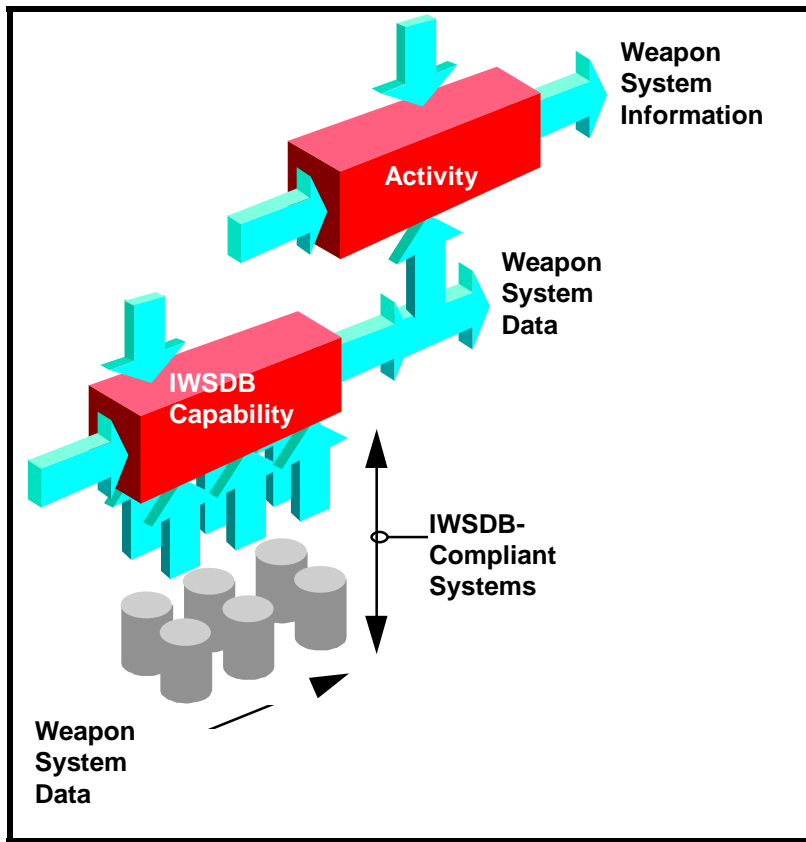 Weapon
System
Information
Activity
Weapon
System
Data
IWSDB
Capability
IWSDB-
Compliant
Systems
Weapon
System
Data